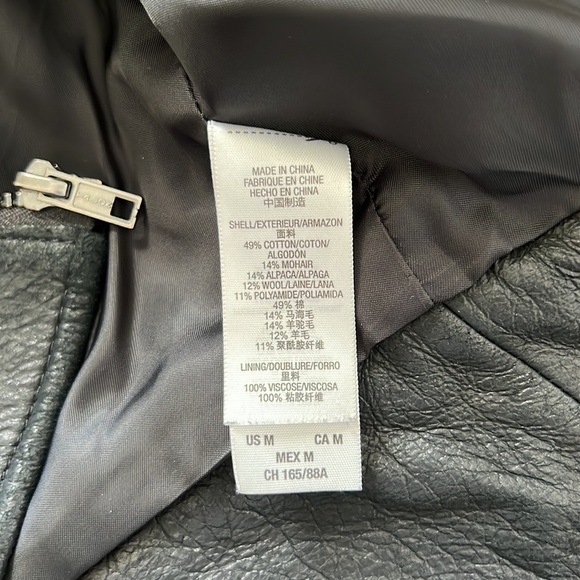 MADE IN CHINA
FABRIQUE EN CHINE
HECHO EN CHINA
中国制造
SHELL/EXTERIEUR/ARMAZON
面料
49% COTTON/COTON/
ALGODÓN
14% MOHAIR
14% ALPACA/ALPAGA
12% WOOL/LAINE/LANA
11% POLYAMIDE/POLIAMIDA
49% 棉
14% 马海毛
14% 羊驼毛
12% 羊毛
11% 聚酰胺纤维
LINING/DOUBLURE/FORRO
里料
100% VISCOSE/VISCOSA
100% 粘胶纤维
US M CA M
MEX M
CH 165/88A